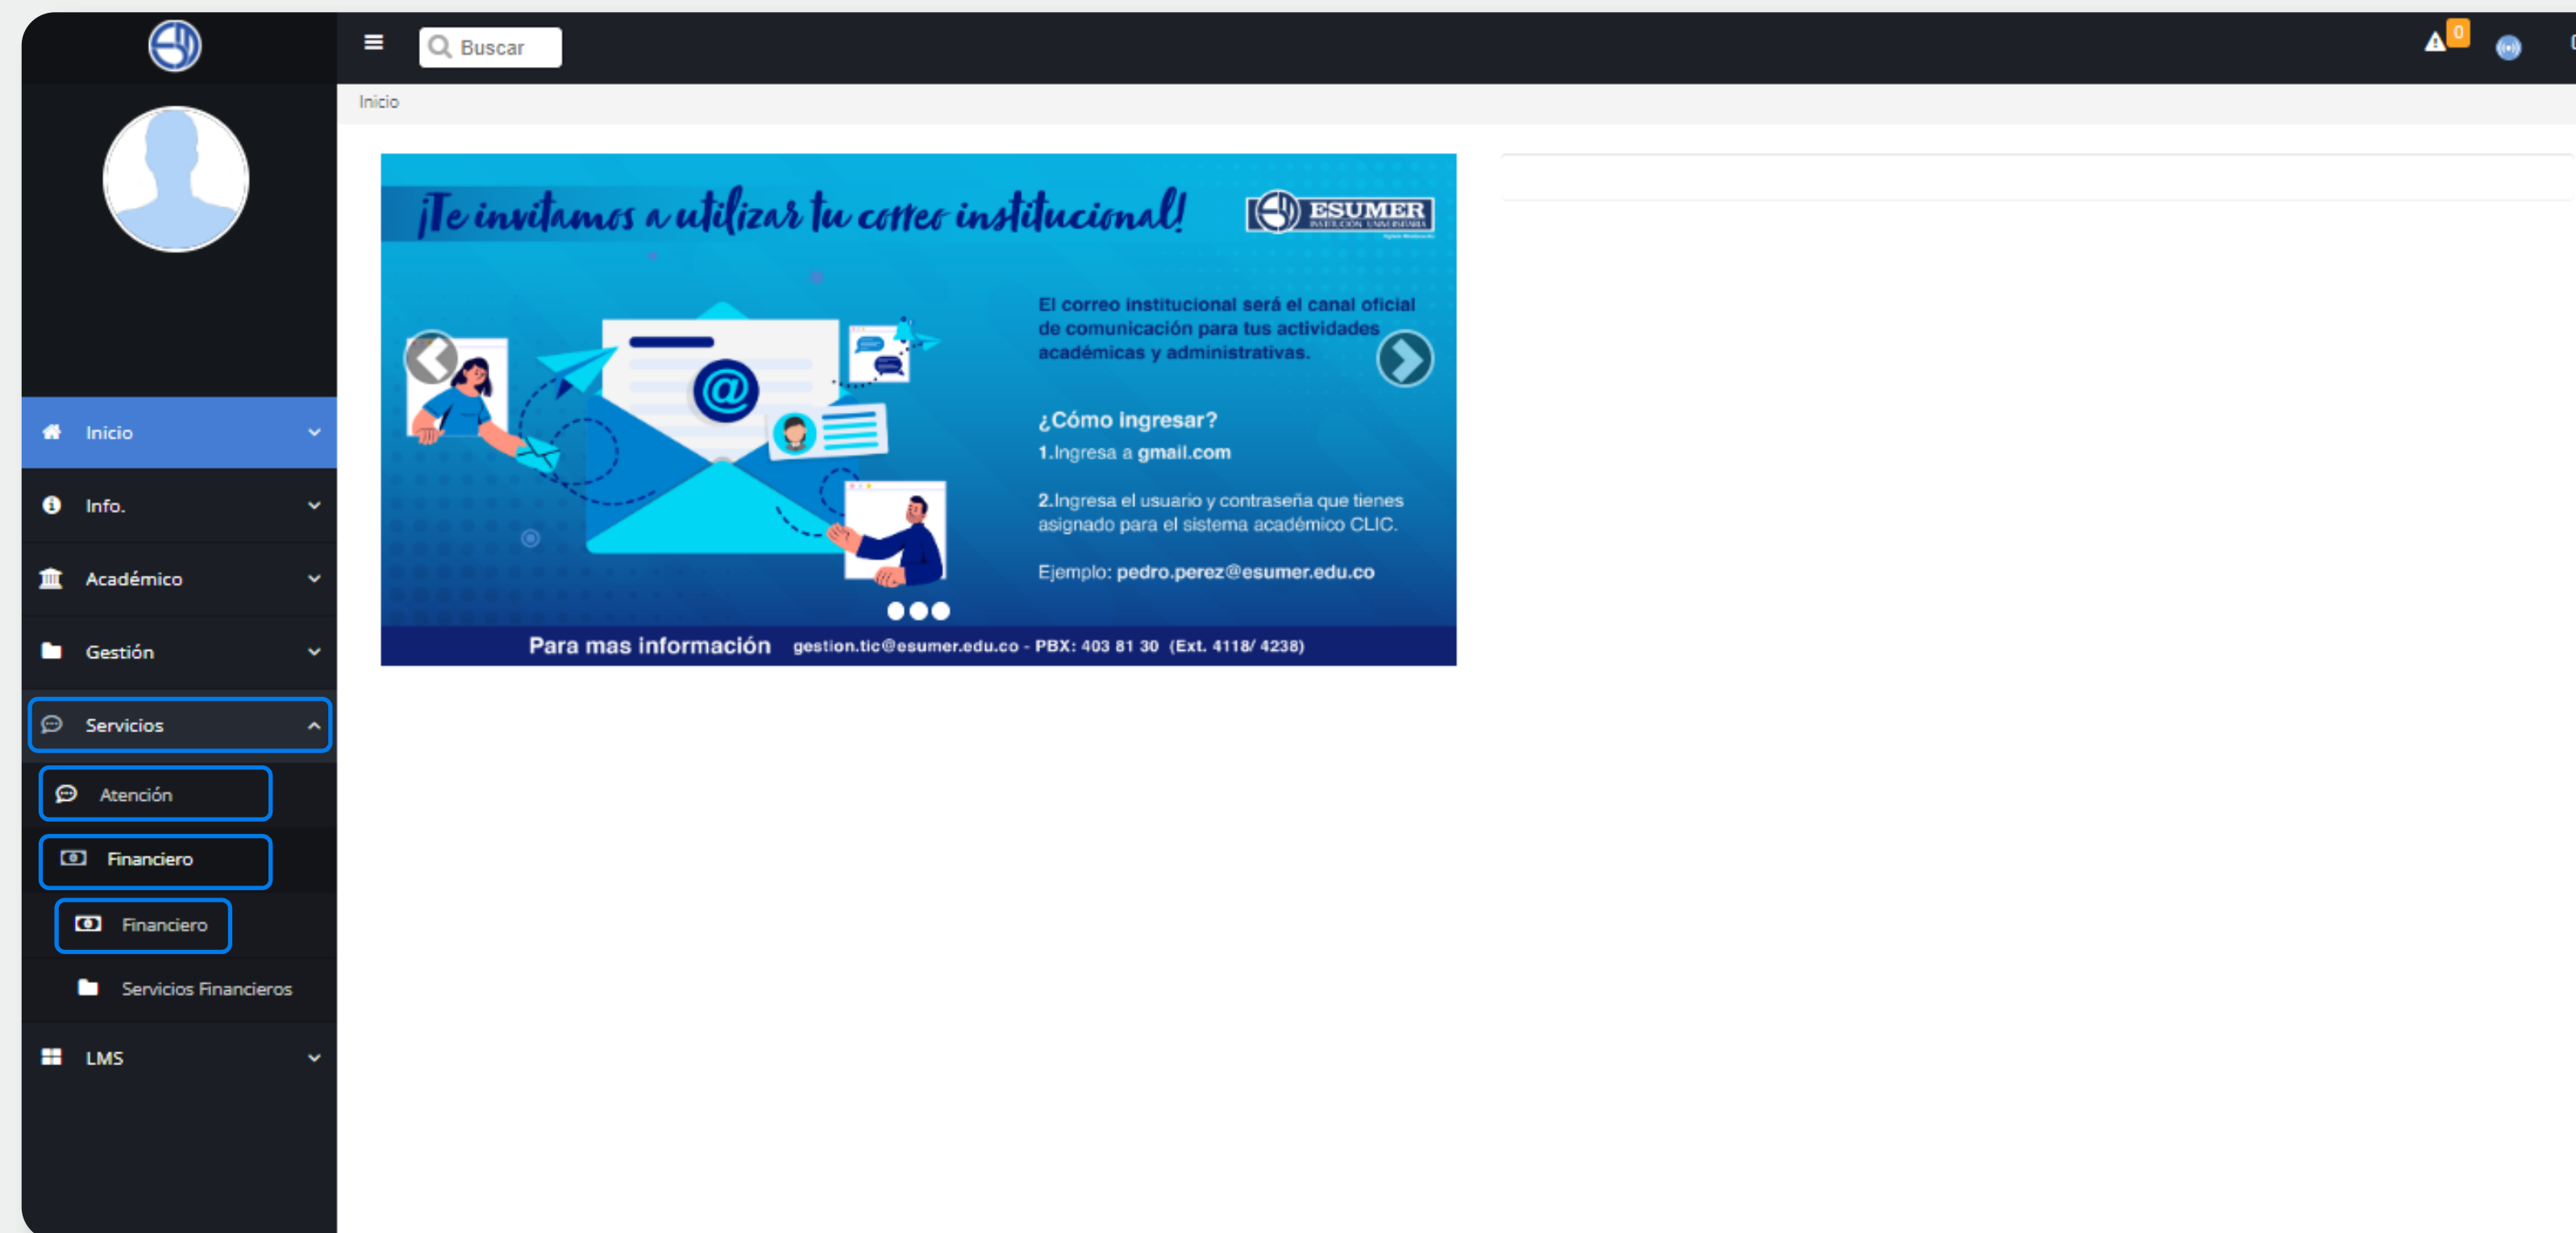 Buscar
0
Inicio
Inicio
Info.
Académico
Gestión
Servicios
Atención
Financiero
Financiero
Servicios Financieros
LMS
¡Te invitamos a utilizar tu correo institucional!
ESUMER
INSTITUCIÓN UNIVERSITARIA
El correo institucional será el canal oficial
de comunicación para tus actividades
académicas y administrativas.
¿Cómo ingresar?
1.Ingresa a gmail.com
2.Ingresa el usuario y contraseña que tienes
asignado para el sistema académico CLIC.
Ejemplo: pedro.perez@esumer.edu.co
Para mas información gestion.tic@esumer.edu.co - PBX: 403 81 30 (Ext. 4118/ 4238)